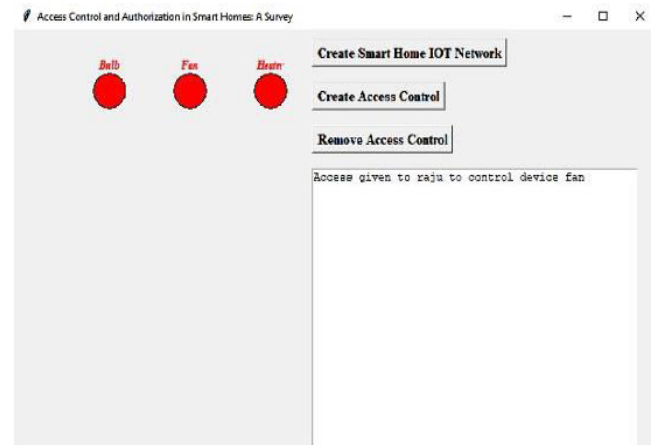 Access Control and Authorization in Smart Homes: A Survey
Bulb Fan Heater
Create Smart Home IOT Network
Create Access Control
Remove Access Control
Access given to raju to control device fan